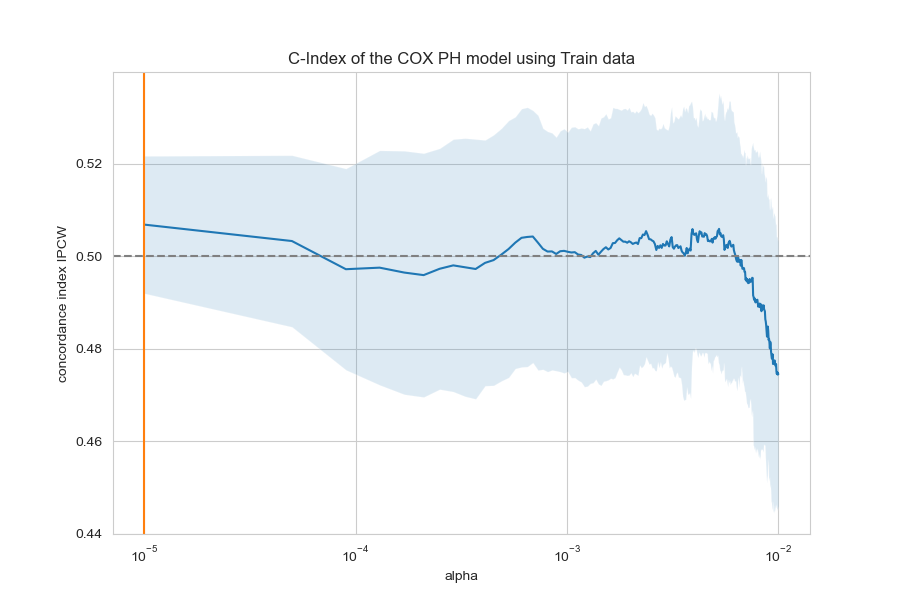 C-Index of the COX PH model using Train data
concordance index IPCW
0.52
0.50
0.48
0.46
0.44
10⁻⁵ 10⁻⁴ 10⁻³ 10⁻²
alpha